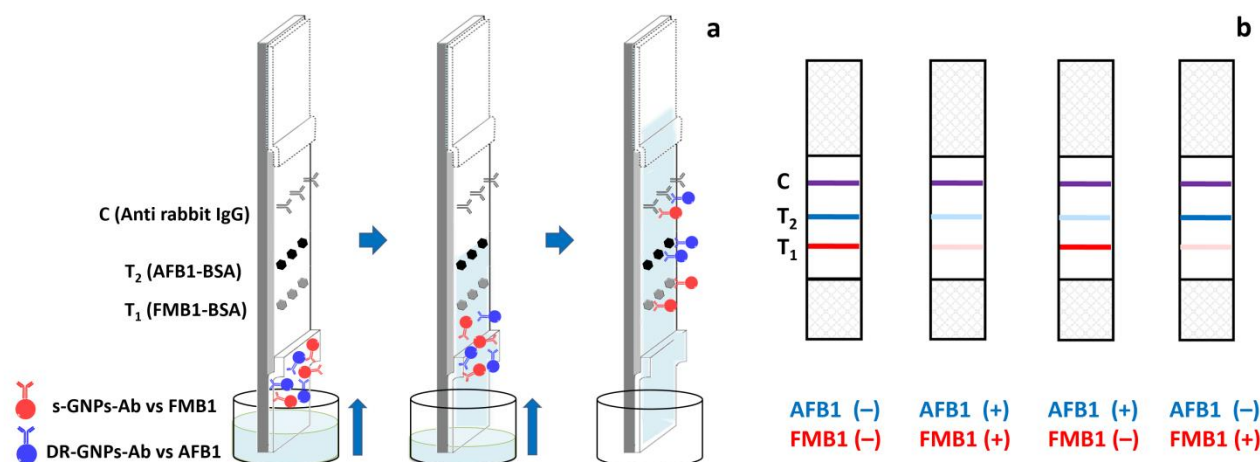 a
C (Anti rabbit IgG)
T₂ (AFB1-BSA)
T₁ (FMB1-BSA)
s-GNPs-Ab vs FMB1
DR-GNPs-Ab vs AFB1
b
C
T₂
T₁
AFB1 (–) AFB1 (+) AFB1 (+) AFB1 (–)
FMB1 (–) FMB1 (+) FMB1 (–) FMB1 (+)